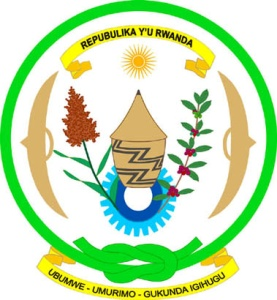 REPUBULIKA Y'U RWANDA
UBUMWE - UMURIMO - GUKUNDA IGIHUGU